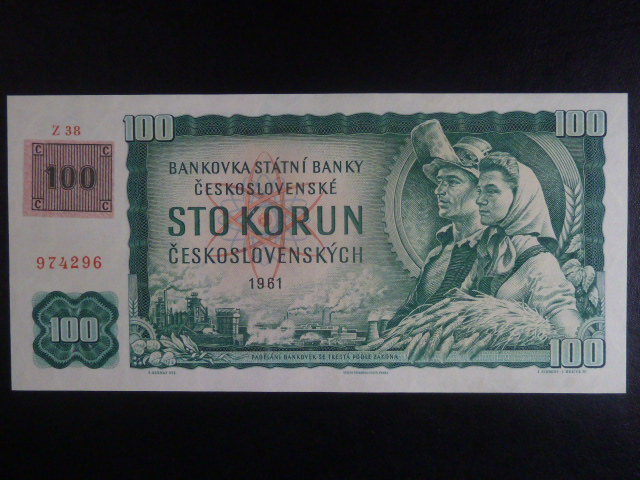 Z 38
100
100
C C
100
C C
BANKOVKA STÁTNÍ BANKY
ČESKOSLOVENSKÉ
STO KORUN
ČESKOSLOVENSKÝCH
974296
1961
100
100
PADĚLÁNÍ BANKOVEK SE TRESTÁ PODLE ZÁKONA